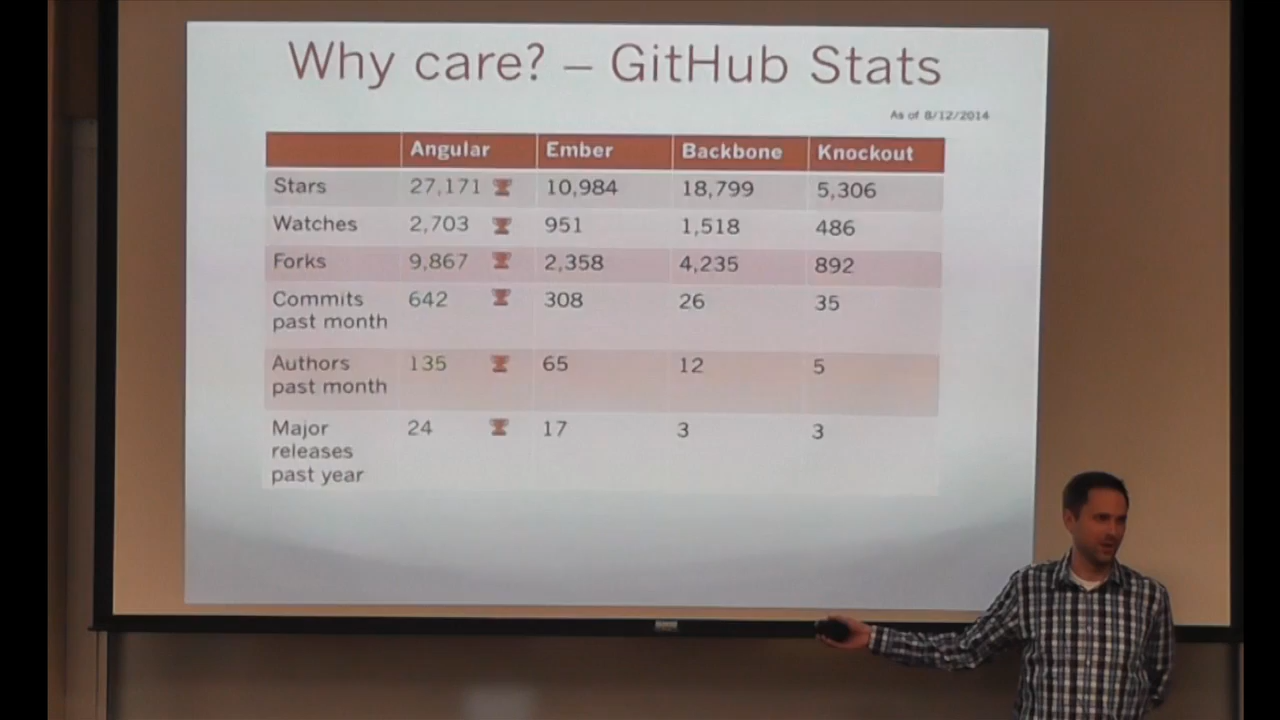 Why care? – GitHub Stats
As of 8/12/2014
Angular Ember Backbone Knockout
Stars 27,171 10,984 18,799 5,306
Watches 2,703 951 1,518 486
Forks 9,867 2,358 4,235 892
Commits past month 642 308 26 35
Authors past month 135 65 12 5
Major releases past year 24 17 3 3